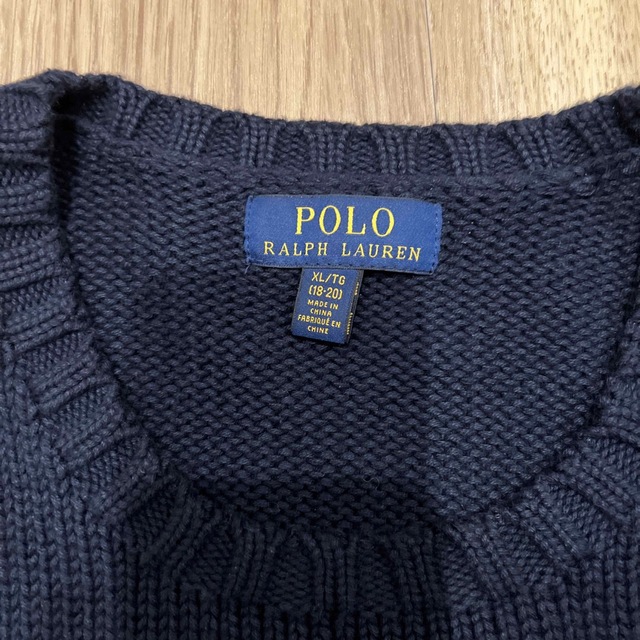 POLO
RALPH LAUREN
XL/TG
(18-20)
MADE IN
CHINA
FABRIQUÉ EN
CHINE